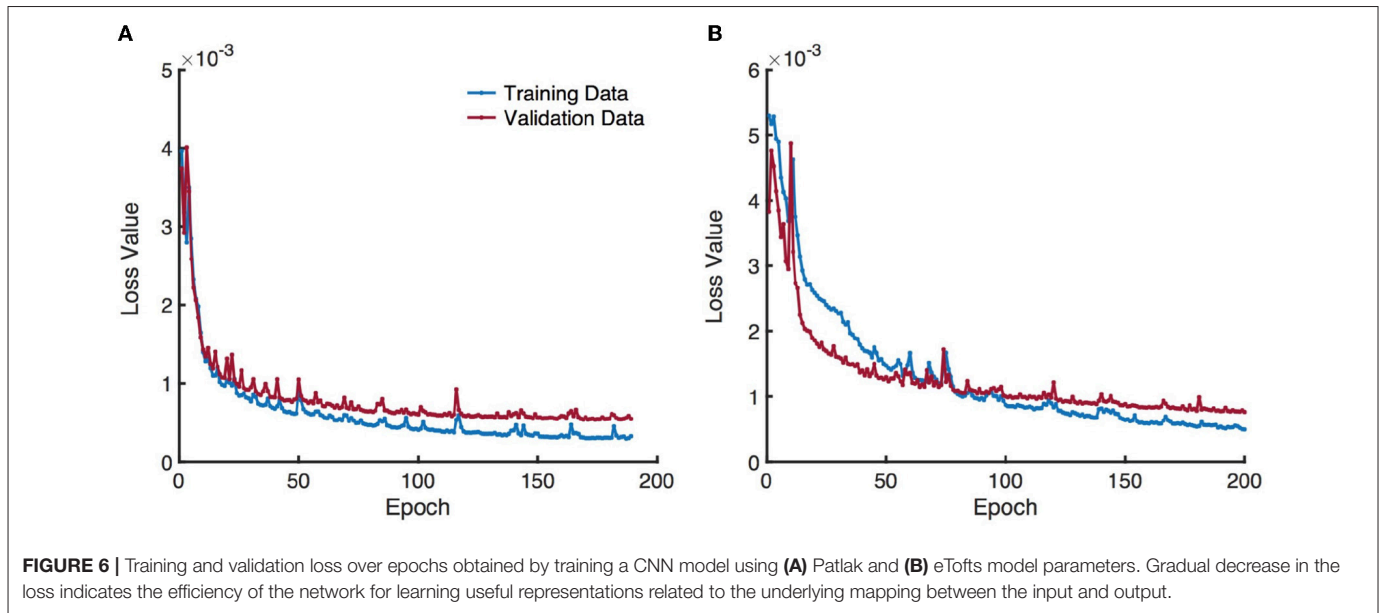 A
×10-3
5
4
3
2
1
0
Loss Value
Training Data
Validation Data
0
50
100
150
200
Epoch
B
×10-3
6
5
4
3
2
1
0
Loss Value
0
50
100
150
200
Epoch
FIGURE 6 | Training and validation loss over epochs obtained by training a CNN model using (A) Patlak and (B) eTofts model parameters. Gradual decrease in the
loss indicates the efficiency of the network for learning useful representations related to the underlying mapping between the input and output.